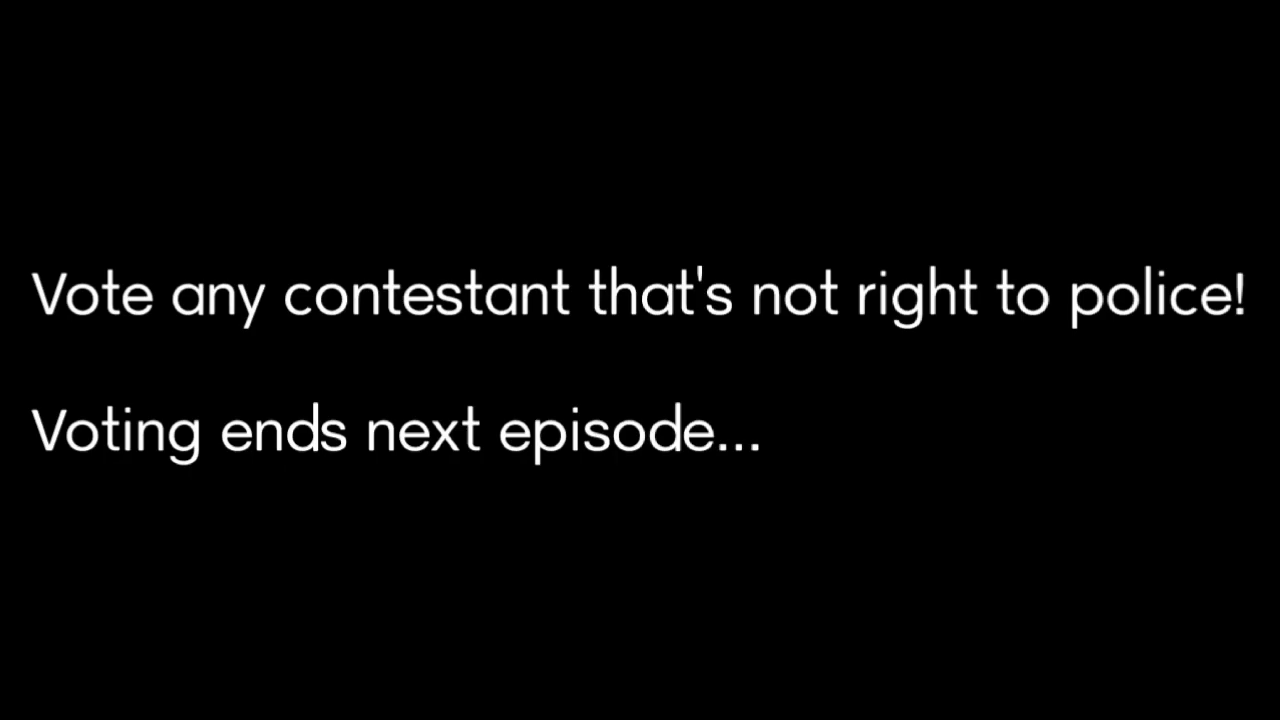 Vote any contestant that's not right to police!
Voting ends next episode...